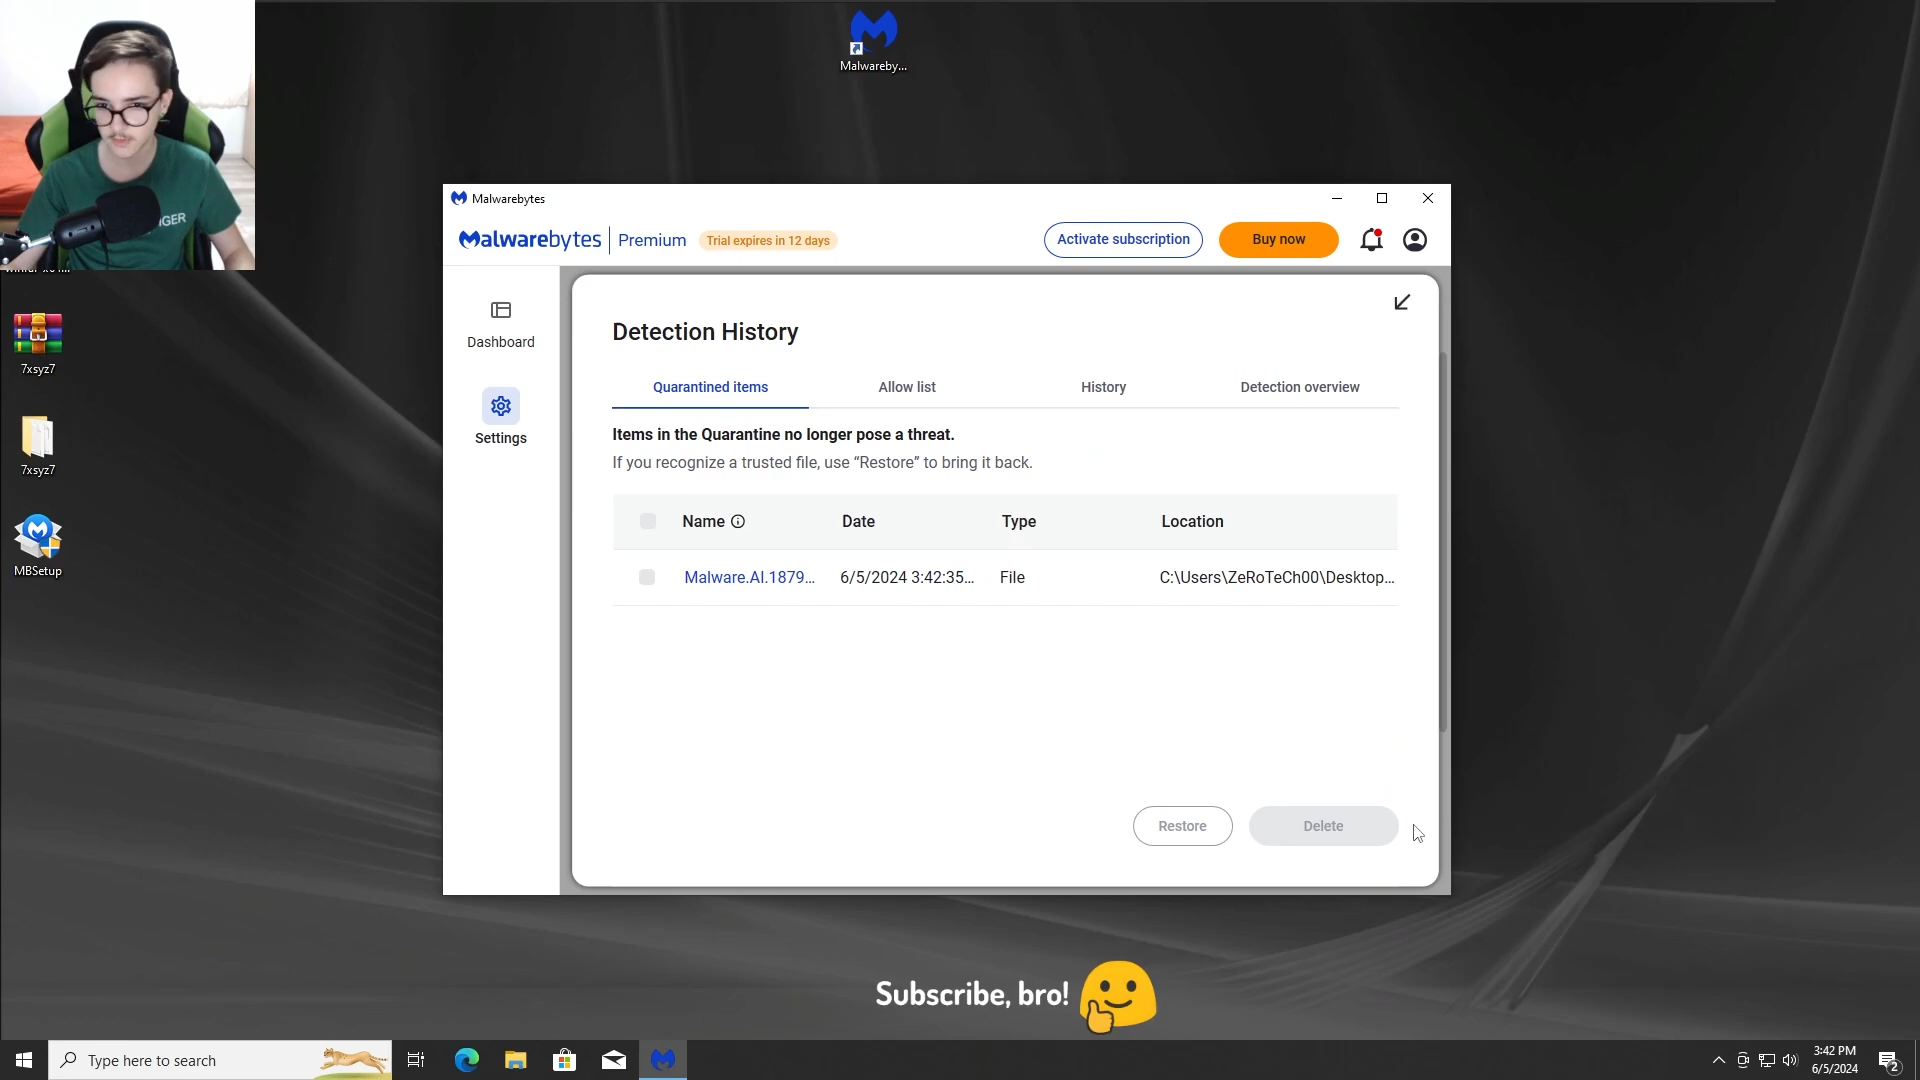 Malwareby...
7xsyz7
7xsyz7
MBSetup
Malwarebytes
Malwarebytes Premium Trial expires in 12 days Activate subscription Buy now
Dashboard
Settings
Detection History
Quarantined items Allow list History Detection overview
Items in the Quarantine no longer pose a threat.
If you recognize a trusted file, use “Restore” to bring it back.
Name Date Type Location
Malware.AI.1879... 6/5/2024 3:42:35... File C:\Users\ZeRoTeCh00\Desktop...
Restore Delete
Subscribe, bro!
Type here to search
3:42 PM
6/5/2024
2